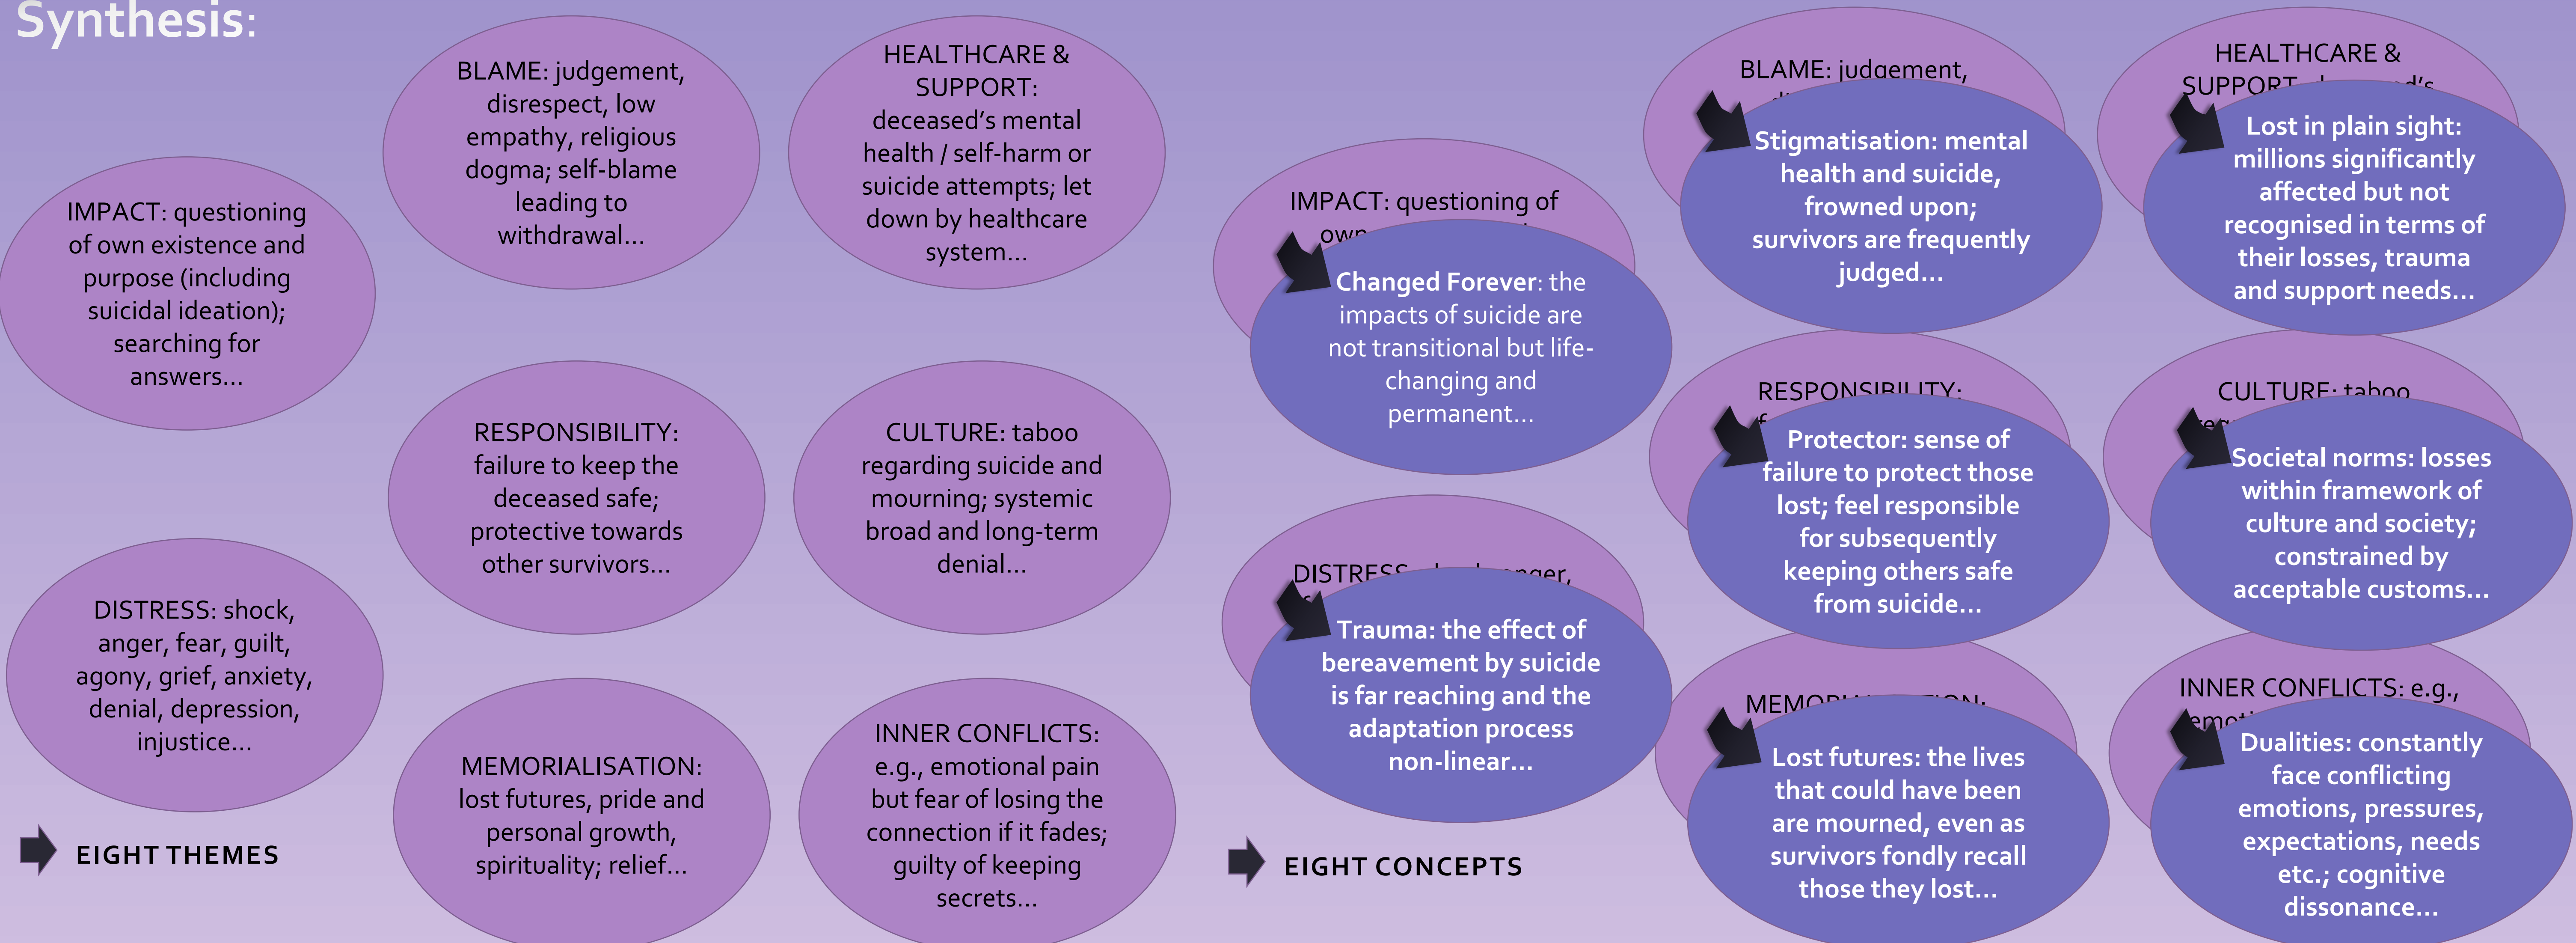 Synthesis:
IMPACT: questioning
of own existence and
purpose (including
suicidal ideation);
searching for
answers...
DISTRESS: shock,
anger, fear, guilt,
agony, grief, anxiety,
denial, depression,
injustice...
EIGHT THEMES
BLAME: judgement,
disrespect, low
empathy, religious
dogma; self-blame
leading to
withdrawal...
RESPONSIBILITY:
failure to keep the
deceased safe;
protective towards
other survivors...
MEMORIALISATION:
lost futures, pride and
personal growth,
spirituality; relief...
HEALTHCARE &
SUPPORT:
deceased's mental
health / self-harm or
suicide attempts; let
down by healthcare
system...
CULTURE: taboo
regarding suicide and
mourning; systemic
broad and long-term
denial...
INNER CONFLICTS:
e.g., emotional pain
but fear of losing the
connection if it fades;
guilty of keeping
secrets...
IMPACT: questioning of
own
Changed Forever: the
impacts of suicide are
not transitional but life-
changing and
permanent...
DISTRESS anger,
Trauma: the effect of
bereavement by suicide
is far reaching and the
adaptation process
non-linear...
EIGHT CONCEPTS
BLAME: judgement,
Stigmatisation: mental
health and suicide,
frowned upon;
survivors are frequently
judged...
RESPONSIBILITY:
Protector: sense of
failure to protect those
lost; feel responsible
for subsequently
keeping others safe
from suicide...
MEMORIALISATION:
Lost futures: the lives
that could have been
are mourned, even as
survivors fondly recall
those they lost...
HEALTHCARE &
SUPPORT
Lost in plain sight:
millions significantly
affected but not
recognised in terms of
their losses, trauma
and support needs...
CULTURE: taboo
Societal norms: losses
within framework of
culture and society;
constrained by
acceptable customs...
INNER CONFLICTS: e.g.,
Dualities: constantly
face conflicting
emotions, pressures,
expectations, needs
etc.; cognitive
dissonance...